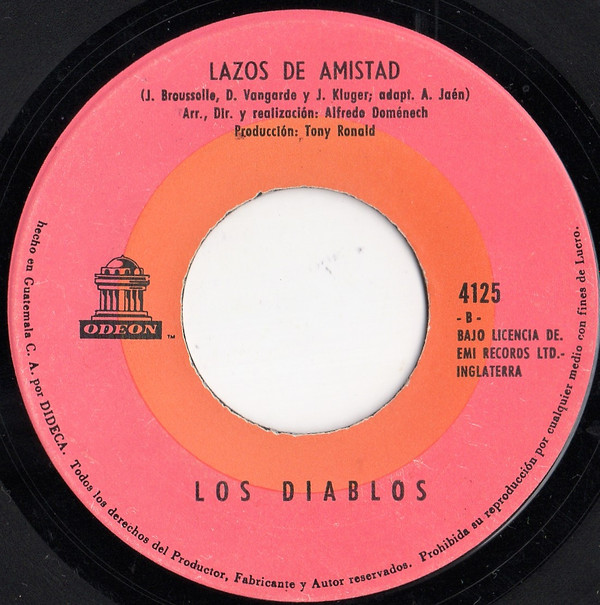 LAZOS DE AMISTAD
(J. Broussolle, D. Vangarde y J. Kluger; adapt. A. Jaén)
Arr., Dir. y realización: Alfredo Doménech
Producción: Tony Ronald
ODEON
TM
4125
- B -
BAJO LICENCIA DE.
EMI RECORDS LTD.-
INGLATERRA
LOS DIABLOS
hecho en Guatemala C. A. por DIDECA. Todos los derechos del Productor, Fabricante y Autor reservados. Prohibida su reproducción por cualquier medio con fines de Lucro.